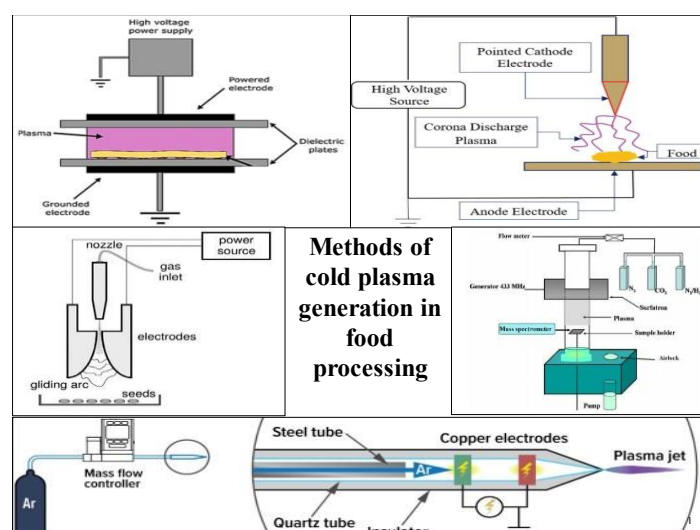 High voltage
power supply
Powered
electrode
Plasma
Dielectric
plates
Grounded
electrode
Pointed Cathode
Electrode
High Voltage
Source
Corona Discharge
Plasma
Food
Anode Electrode
nozzle
power
source
gas
inlet
electrodes
gliding arc
seeds
Methods of
cold plasma
generation in
food
processing
Flow meter
N₂
CO₂
Generator 433 MHz
Surfatron
Plasma
Mass spectrometer
Sample holder
Airlock
Pump
Mass flow
controller
Ar
Steel tube
Copper electrodes
Plasma jet
Ar
Quartz tube